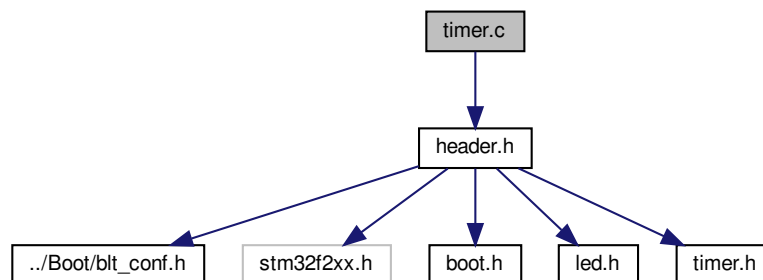 timer.c
header.h
../Boot/blt_conf.h
stm32f2xx.h
boot.h
led.h
timer.h